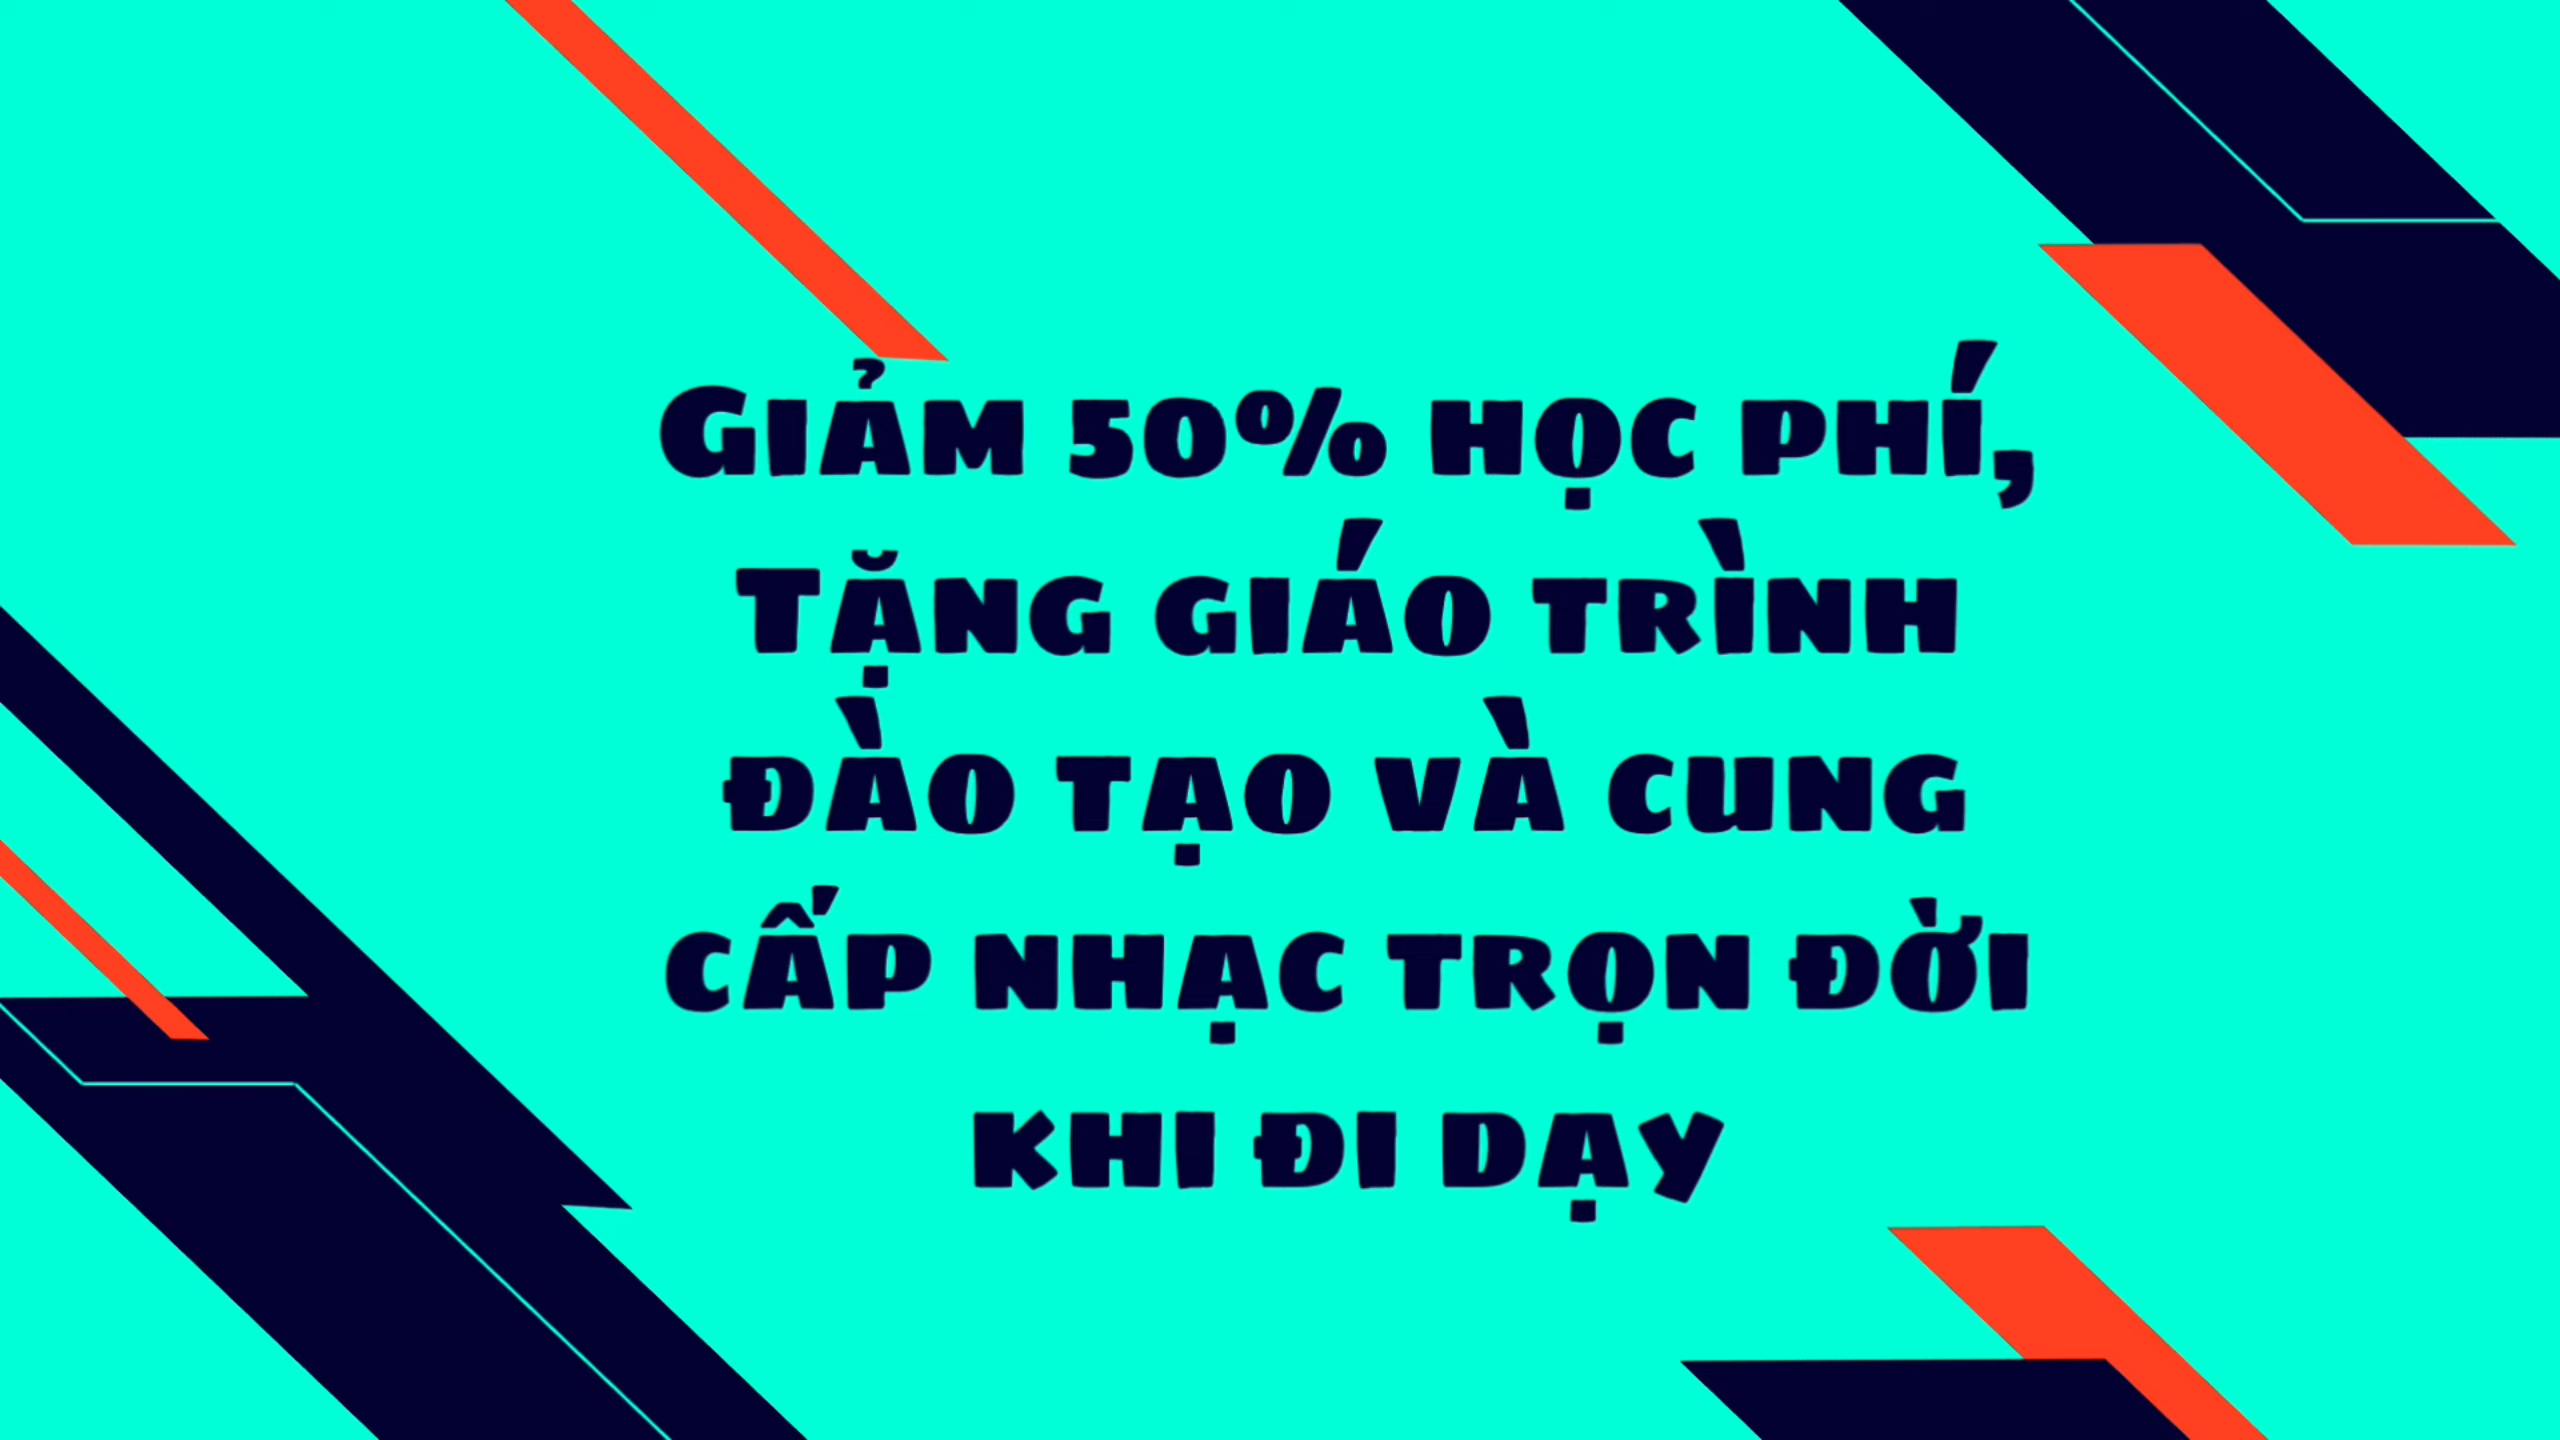 Giảm 50% học phí,
Tặng giáo trình
đào tạo và cung
cấp nhạc trọn đời
khi đi dạy